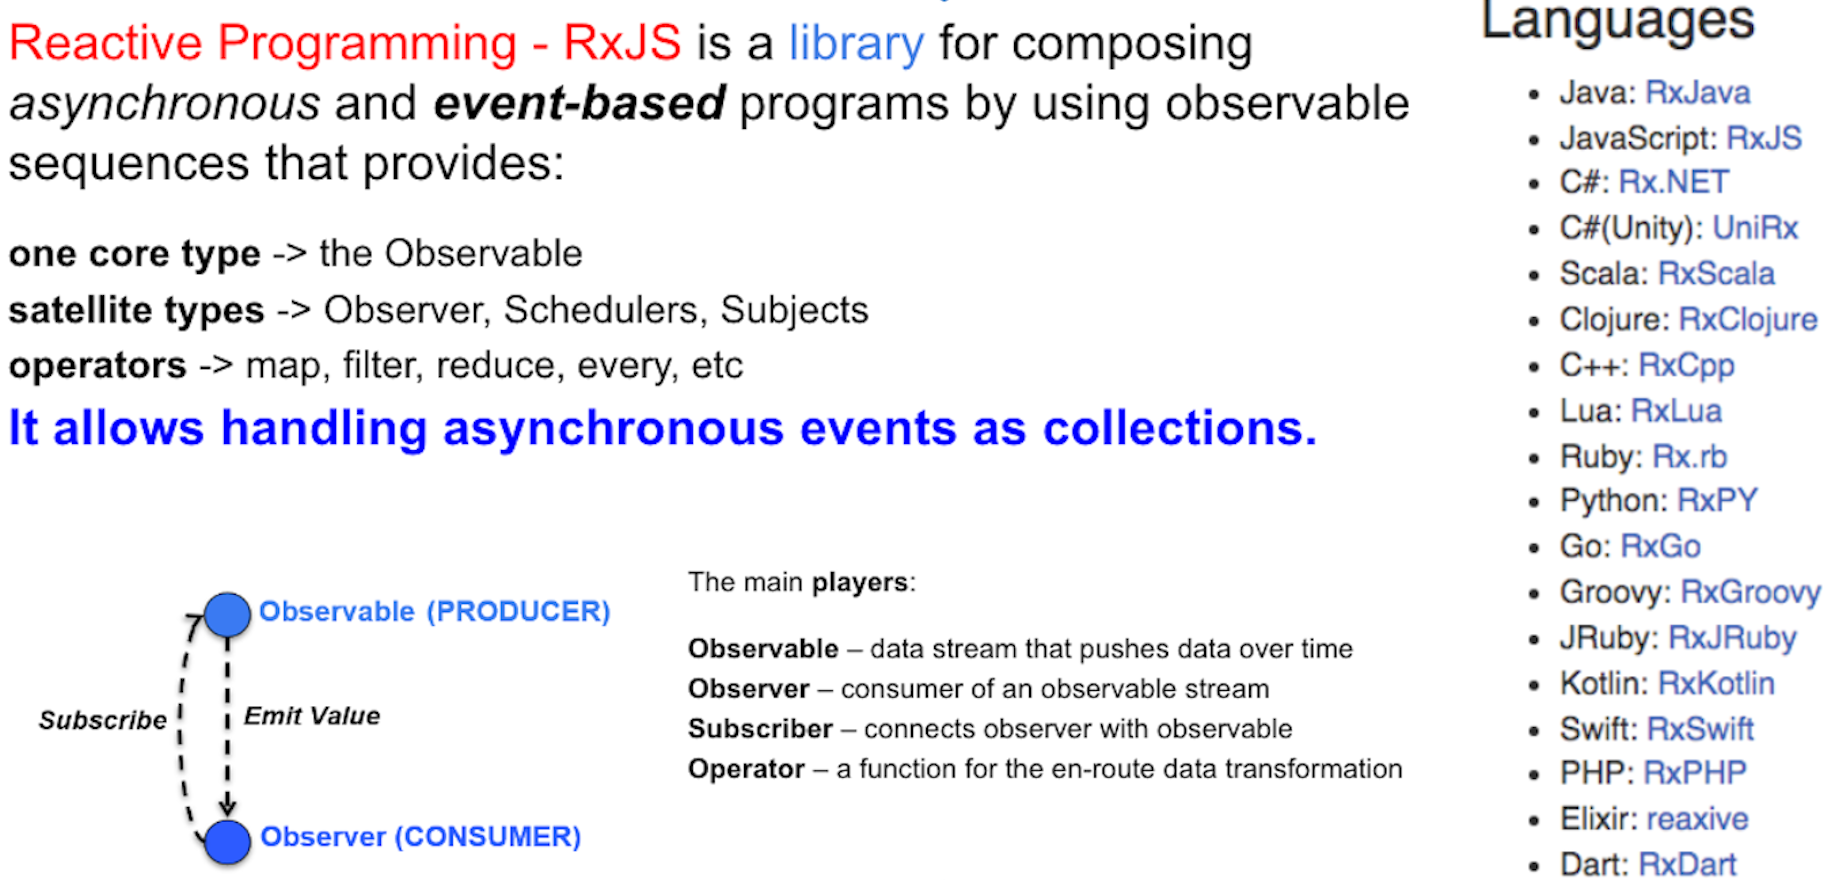 Reactive Programming - RxJS is a library for composing
asynchronous and event-based programs by using observable
sequences that provides:
one core type -> the Observable
satellite types -> Observer, Schedulers, Subjects
operators -> map, filter, reduce, every, etc
It allows handling asynchronous events as collections.
Observable (PRODUCER)
Subscribe
Emit Value
Observer (CONSUMER)
The main players:
Observable – data stream that pushes data over time
Observer – consumer of an observable stream
Subscriber – connects observer with observable
Operator – a function for the en-route data transformation
Languages
• Java: RxJava
• JavaScript: RxJS
• C#: Rx.NET
• C#(Unity): UniRx
• Scala: RxScala
• Clojure: RxClojure
• C++: RxCpp
• Lua: RxLua
• Ruby: Rx.rb
• Python: RxPY
• Go: RxGo
• Groovy: RxGroovy
• JRuby: RxJRuby
• Kotlin: RxKotlin
• Swift: RxSwift
• PHP: RxPHP
• Elixir: reaxive
• Dart: RxDart